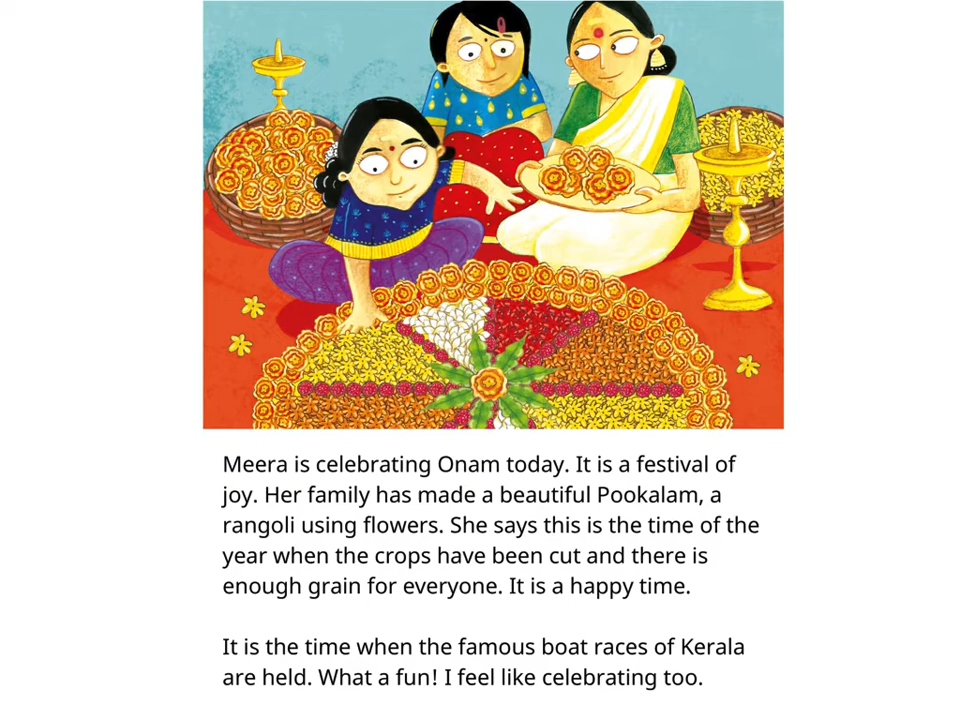 Meera is celebrating Onam today. It is a festival of
joy. Her family has made a beautiful Pookalam, a
rangoli using flowers. She says this is the time of the
year when the crops have been cut and there is
enough grain for everyone. It is a happy time.
It is the time when the famous boat races of Kerala
are held. What a fun! I feel like celebrating too.